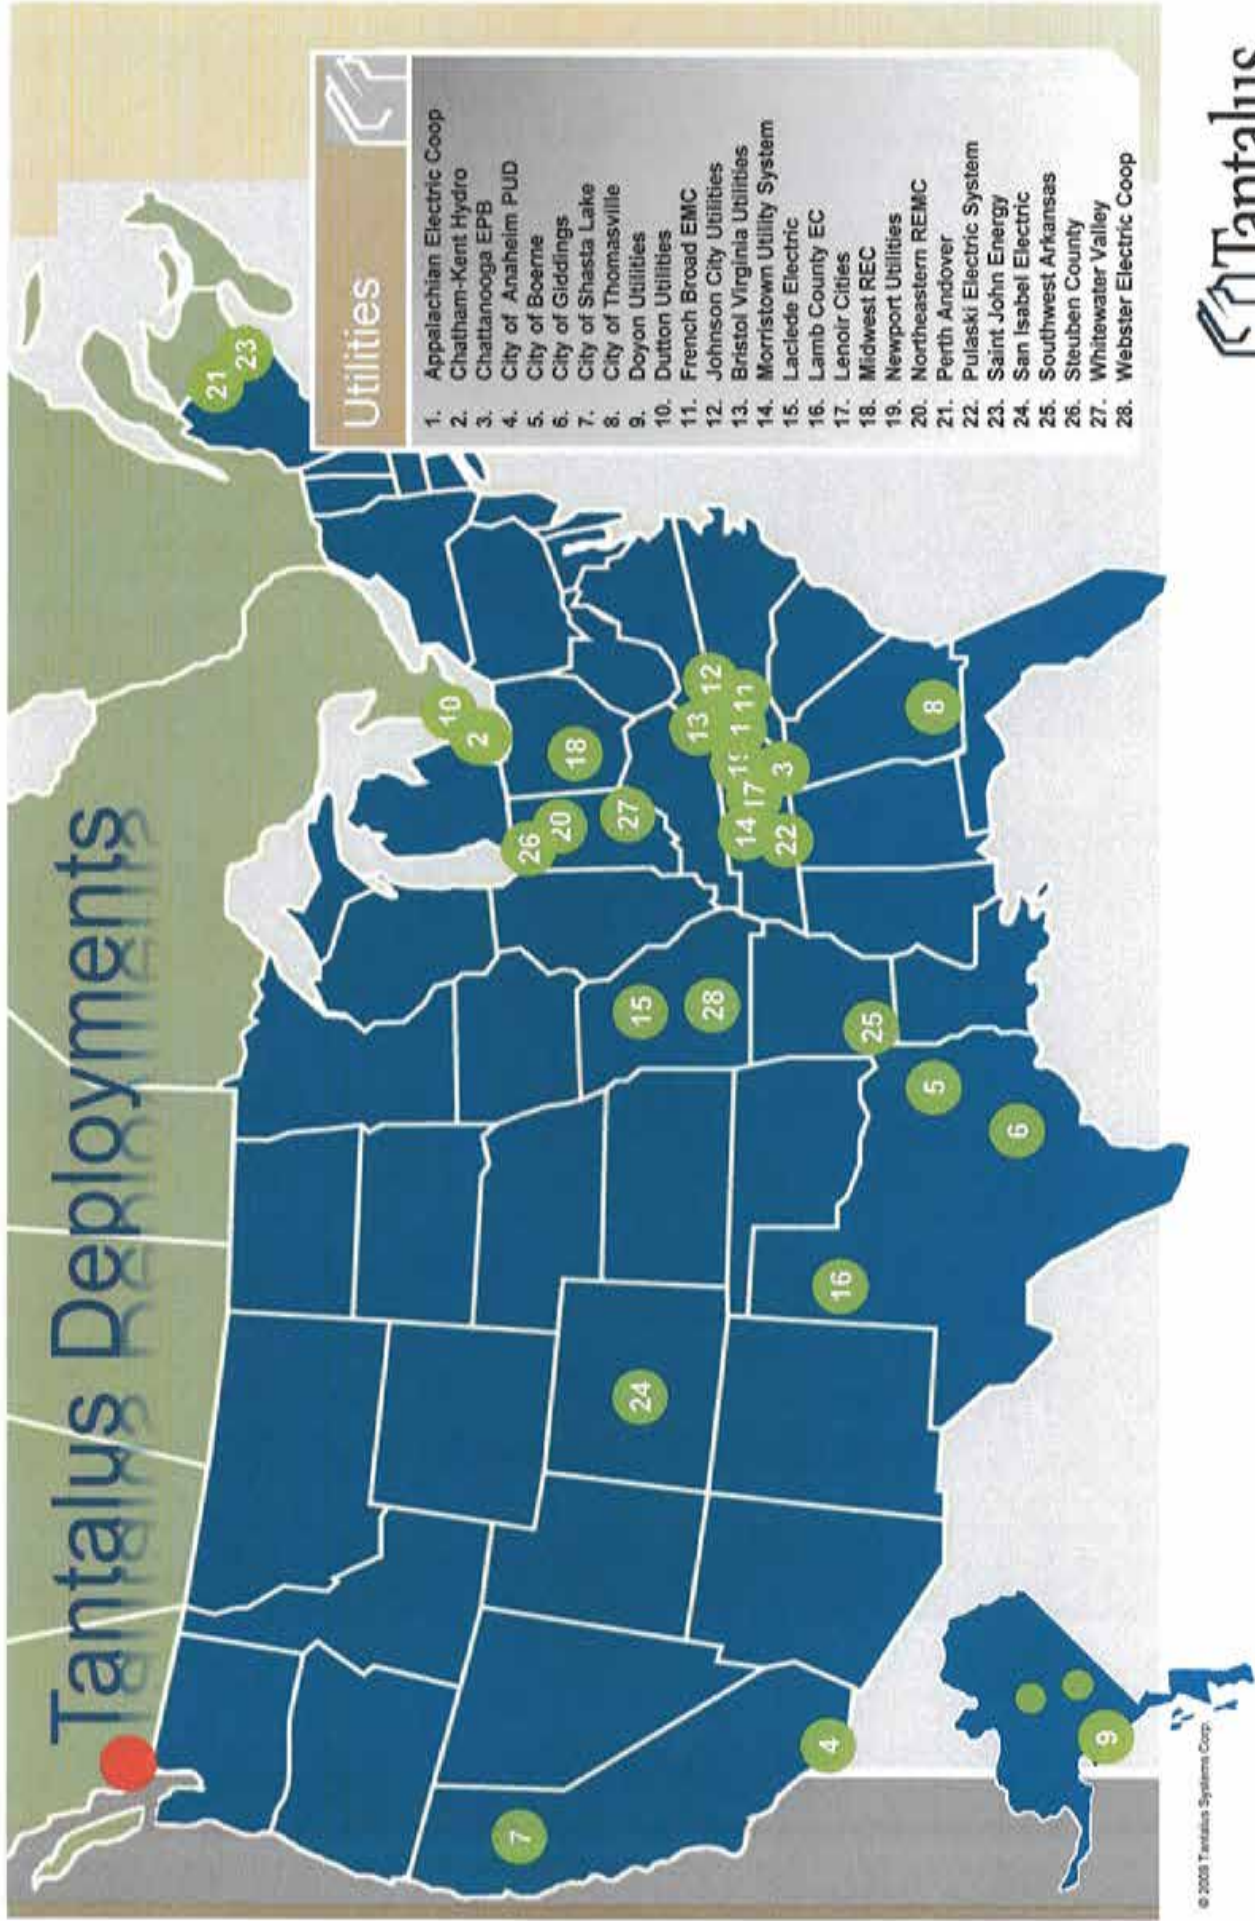 Tantalus Deployments
Utilities
1. Appalachian Electric Coop
2. Chatham-Kent Hydro
3. Chattanooga EPB
4. City of Anaheim PUD
5. City of Boerne
6. City of Giddings
7. City of Shasta Lake
8. City of Thomasville
9. Doyon Utilities
10. Dutton Utilities
11. French Broad EMC
12. Johnson City Utilities
13. Bristol Virginia Utilities
14. Morristown Utility System
15. Laclede Electric
16. Lamb County EC
17. Lenoir Cities
18. Midwest REC
19. Newport Utilities
20. Northeastern REMC
21. Perth Andover
22. Pulaski Electric System
23. Saint John Energy
24. San Isabel Electric
25. Southwest Arkansas
26. Steuben County
27. Whitewater Valley
28. Webster Electric Coop
21
23
10
2
18
26
20
27
13
12
11
1
19
17
3
14
22
8
15
28
25
5
6
16
24
7
4
9
© 2008 Tantalus Systems Corp.
Tantalus